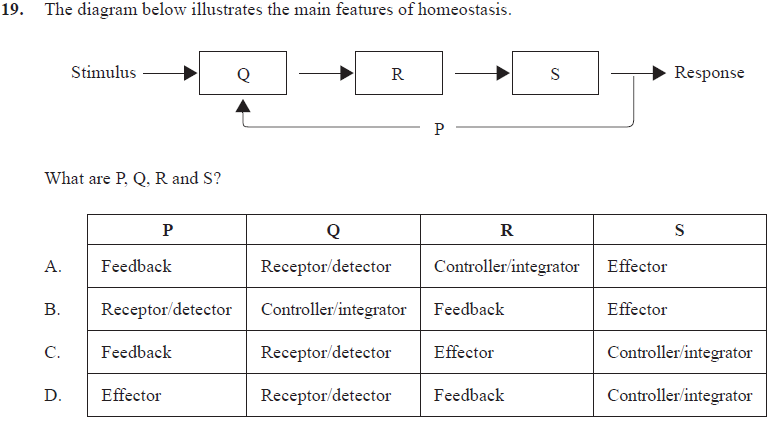 19. The diagram below illustrates the main features of homeostasis.
Stimulus Q R S Response
P
What are P, Q, R and S?
P Q R S
A. Feedback Receptor/detector Controller/integrator Effector
B. Receptor/detector Controller/integrator Feedback Effector
C. Feedback Receptor/detector Effector Controller/integrator
D. Effector Receptor/detector Feedback Controller/integrator